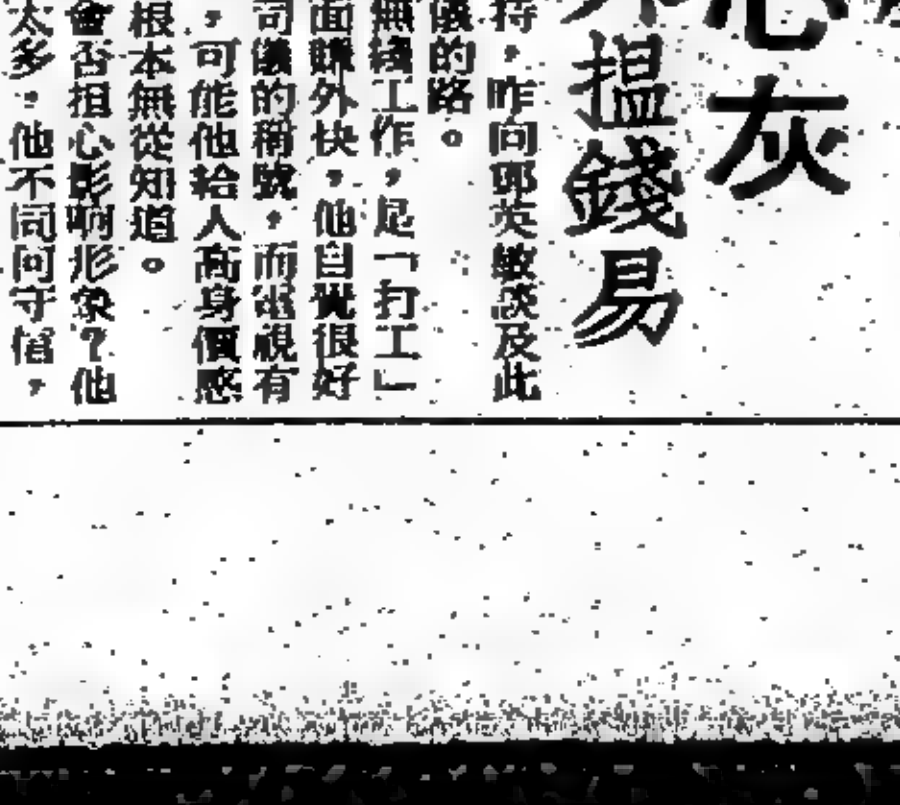 心灰
搵錢易
持，昨向鄧英敏談及此
儀的路。
無綫工作，是「打工」
面賺外快，他自覺很好
司儀的稱號，而電視有
，可能他給人高身價感
根本無從知道。
會否担心影响形象？他
太多，他不同何守信，